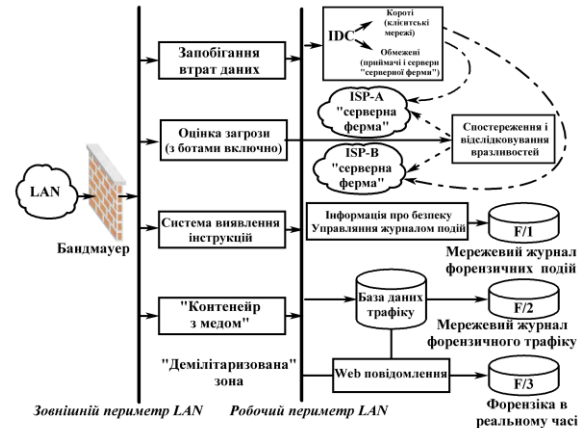 Короті
(клієнтські
мережі)
IDC
Обмежені
(приймачі і сервери
"серверної ферми")
Запобігання
втрат даних
ISP-A
"серверна
ферма"
Оцінка загрози
(з ботами включно)
Спостереження і
відслідковування
вразливостей
ISP-B
"серверна
ферма"
LAN
Бандмауер
Система виявлення
інструкцій
Інформація про безпеку
Управляння журналом подій
F/1
Мережевий журнал
форензичних подій
"Контенейр
з медом"
База даних
трафіку
F/2
Мережевий журнал
форензичного трафіку
"Демілітаризована"
зона
Web повідомлення
F/3
Форензіка в
реальному часі
Зовнішній периметр LAN
Робочий периметр LAN